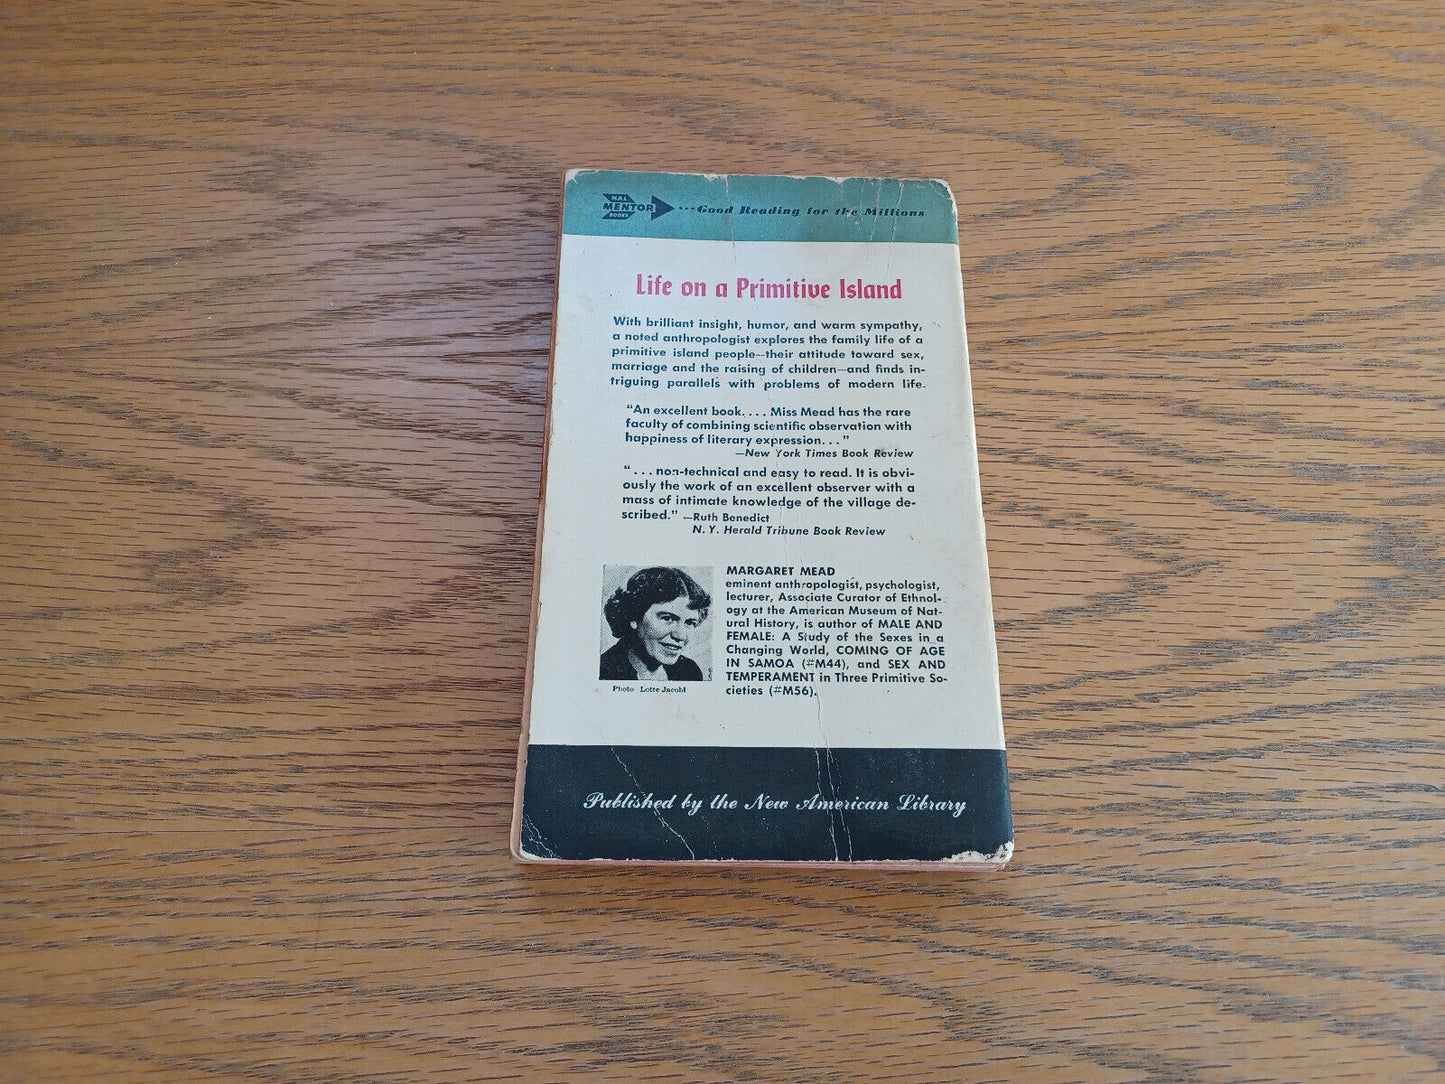 N.A.L.
MENTOR
BOOKS
...Good Reading for the Millions
Life on a Primitive Island
With brilliant insight, humor, and warm sympathy,
a noted anthropologist explores the family life of a
primitive island people—their attitude toward sex,
marriage and the raising of children—and finds in-
triguing parallels with problems of modern life.
"An excellent book. . . . Miss Mead has the rare
faculty of combining scientific observation with
happiness of literary expression. . ."
—New York Times Book Review
". . . non-technical and easy to read. It is obvi-
ously the work of an excellent observer with a
mass of intimate knowledge of the village de-
scribed." —Ruth Benedict
N. Y. Herald Tribune Book Review
MARGARET MEAD
eminent anthropologist, psychologist,
lecturer, Associate Curator of Ethnol-
ogy at the American Museum of Nat-
ural History, is author of MALE AND
FEMALE: A Study of the Sexes in a
Changing World, COMING OF AGE
IN SAMOA (#M44), and SEX AND
TEMPERAMENT in Three Primitive So-
cieties (#M56).
Photo Lotte Jacobi
Published by the New American Library